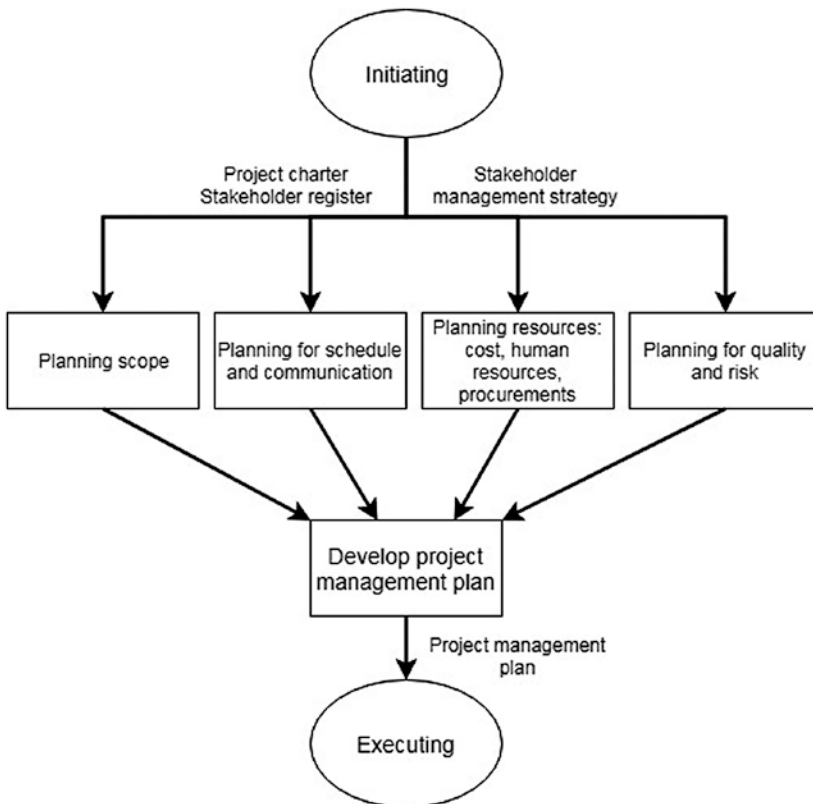 Initiating
Project charter
Stakeholder register
Stakeholder
management strategy
Planning scope
Planning for schedule
and communication
Planning resources:
cost, human
resources,
procurements
Planning for quality
and risk
Develop project
management plan
Project management
plan
Executing